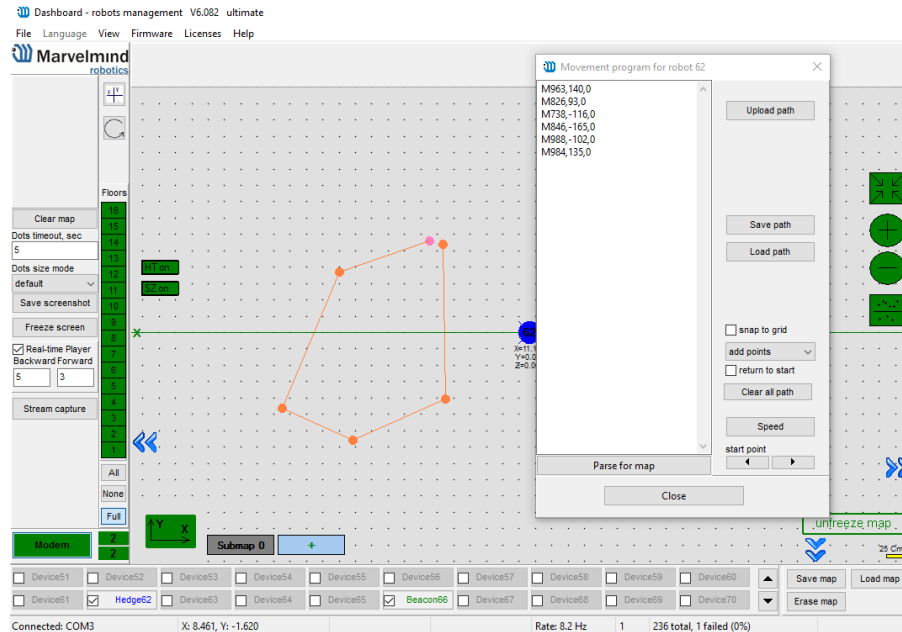 Dashboard - robots management V6.082 ultimate
File Language View Firmware Licenses Help
Marvelmind
robotics
Clear map
Dots timeout, sec
5
Dots size mode
default
Save screenshot
Freeze screen
Real-time Player
Backward Forward
5 3
Stream capture
Floors
16
15
14
13
12
11
10
9
8
7
6
5
4
3
2
1
All
None
Full
Modem
2
2
HT on
SZ on
X
Y X
Submap 0 +
Movement program for robot 62
M963,140,0
M826,93,0
M738,-116,0
M846,-165,0
M988,-102,0
M984,135,0
Upload path
Save path
Load path
snap to grid
add points
return to start
Clear all path
Speed
start point
Parse for map
Close
unfreeze map
Device51 Device52 Device53 Device54 Device55 Device56 Device57 Device58 Device59 Device60
Device61 Hedge62 Device63 Device64 Device65 Beacon66 Device67 Device68 Device69 Device70
Save map Load map
Erase map
Connected: COM3 X: 8.461, Y: -1.620 Rate: 8.2 Hz 1 236 total, 1 failed (0%)